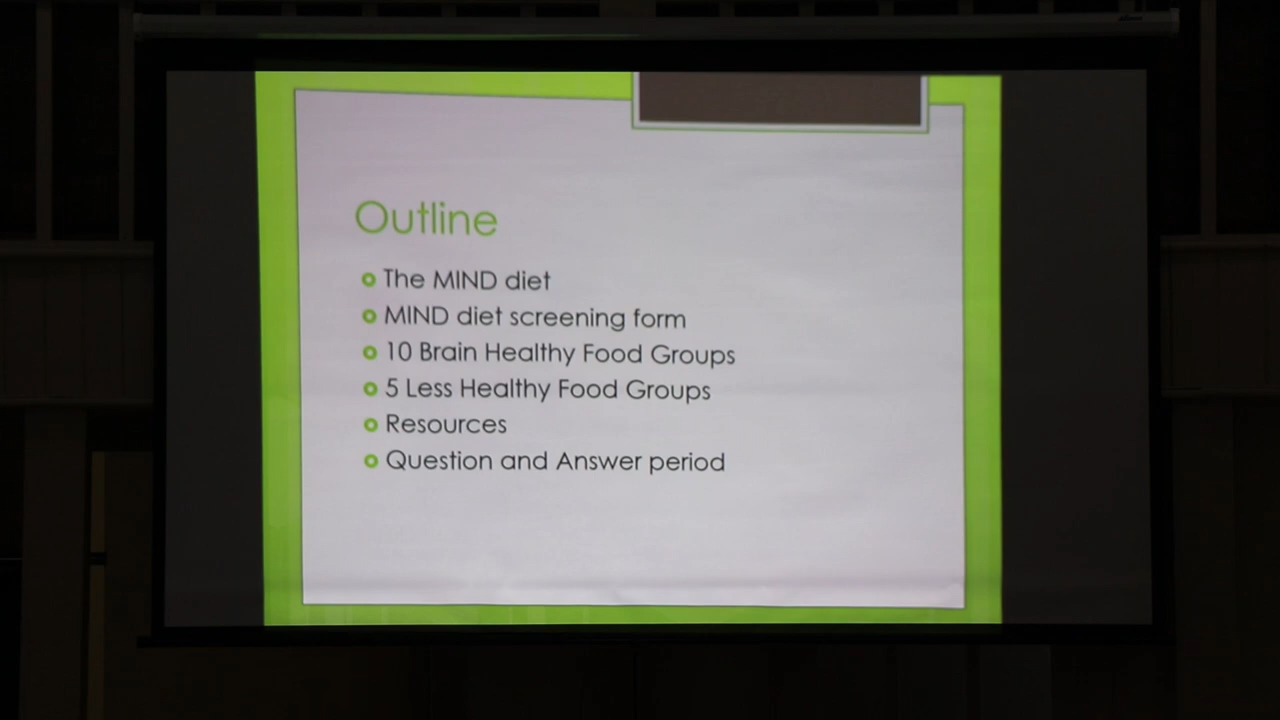 Outline
The MIND diet
MIND diet screening form
10 Brain Healthy Food Groups
5 Less Healthy Food Groups
Resources
Question and Answer period